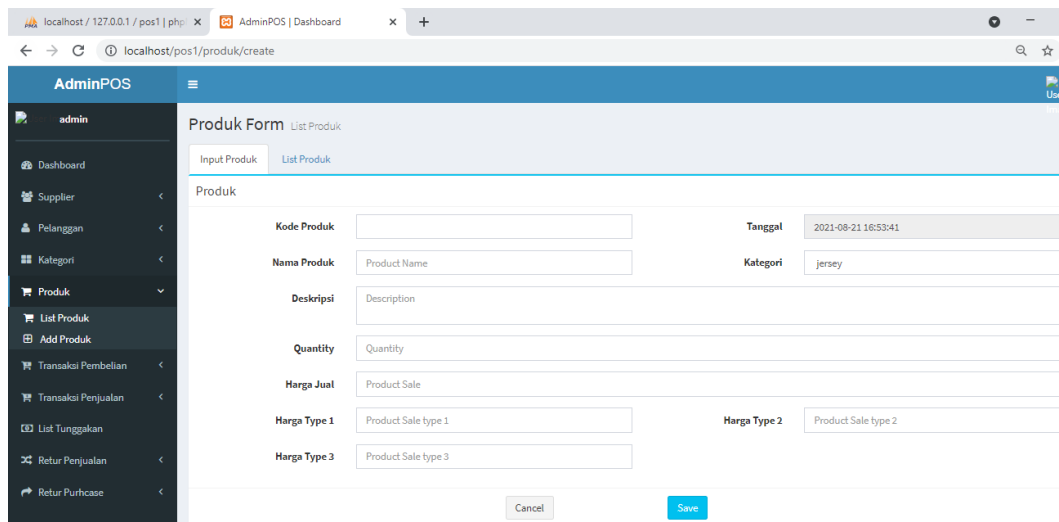 localhost / 127.0.0.1 / pos1 | php
AdminPOS | Dashboard
localhost/pos1/produk/create
AdminPOS
admin
Dashboard
Supplier
Pelanggan
Kategori
Produk
List Produk
Add Produk
Transaksi Pembelian
Transaksi Penjualan
List Tunggakan
Retur Penjualan
Retur Purhcase
Produk Form List Produk
Input Produk List Produk
Produk
Kode Produk
Tanggal 2021-08-21 16:53:41
Nama Produk Product Name
Kategori jersey
Deskripsi Description
Quantity Quantity
Harga Jual Product Sale
Harga Type 1 Product Sale type 1
Harga Type 2 Product Sale type 2
Harga Type 3 Product Sale type 3
Cancel Save